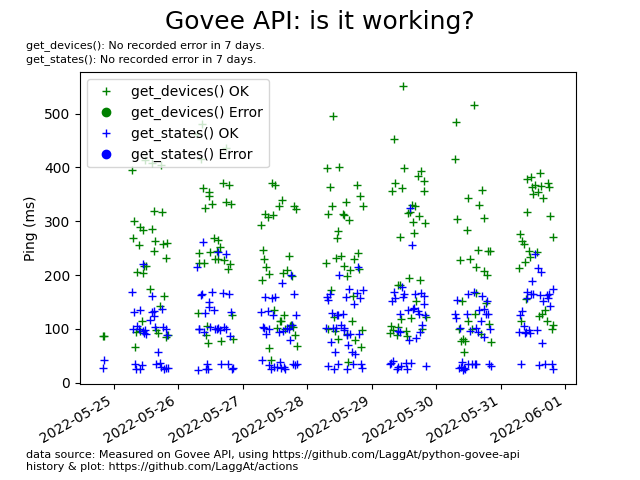 Govee API: is it working?
get_devices(): No recorded error in 7 days.
get_states(): No recorded error in 7 days.
get_devices() OK
get_devices() Error
get_states() OK
get_states() Error
Ping (ms)
500
400
300
200
100
0
2022-05-25
2022-05-26
2022-05-27
2022-05-28
2022-05-29
2022-05-30
2022-05-31
2022-06-01
data source: Measured on Govee API, using https://github.com/LaggAt/python-govee-api
history & plot: https://github.com/LaggAt/actions